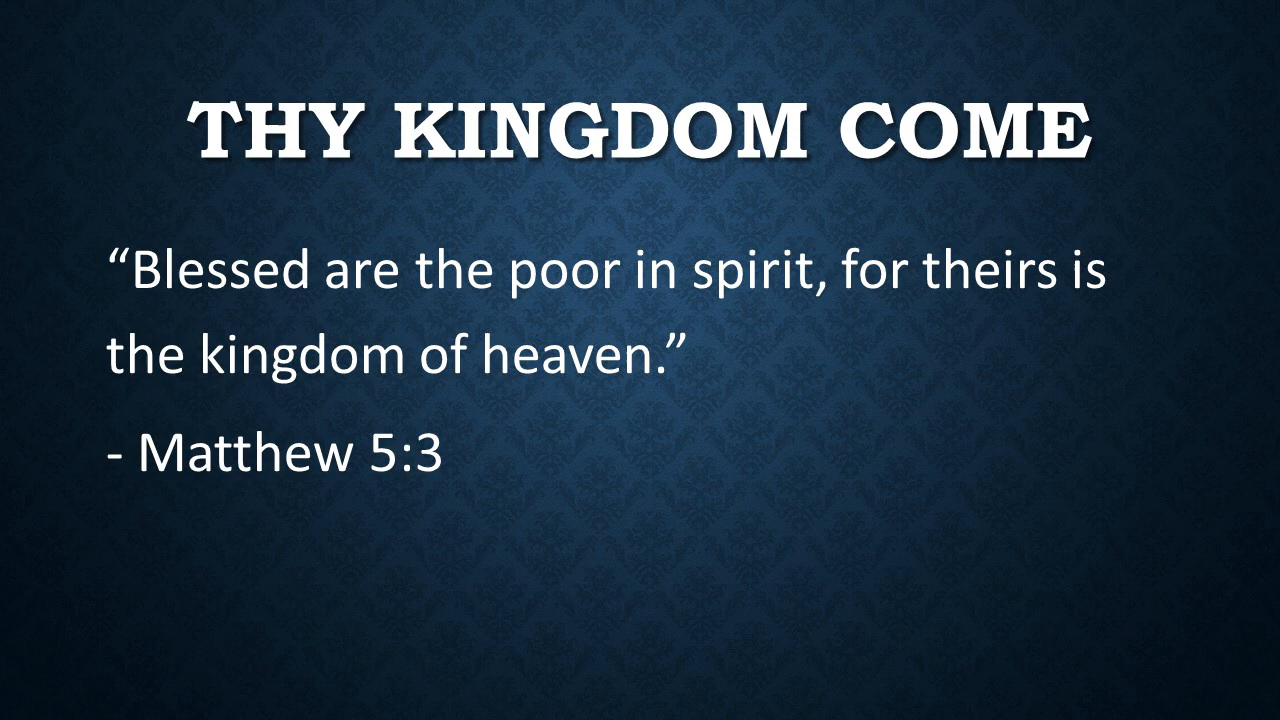 THY KINGDOM COME
“Blessed are the poor in spirit, for theirs is
the kingdom of heaven.”
- Matthew 5:3